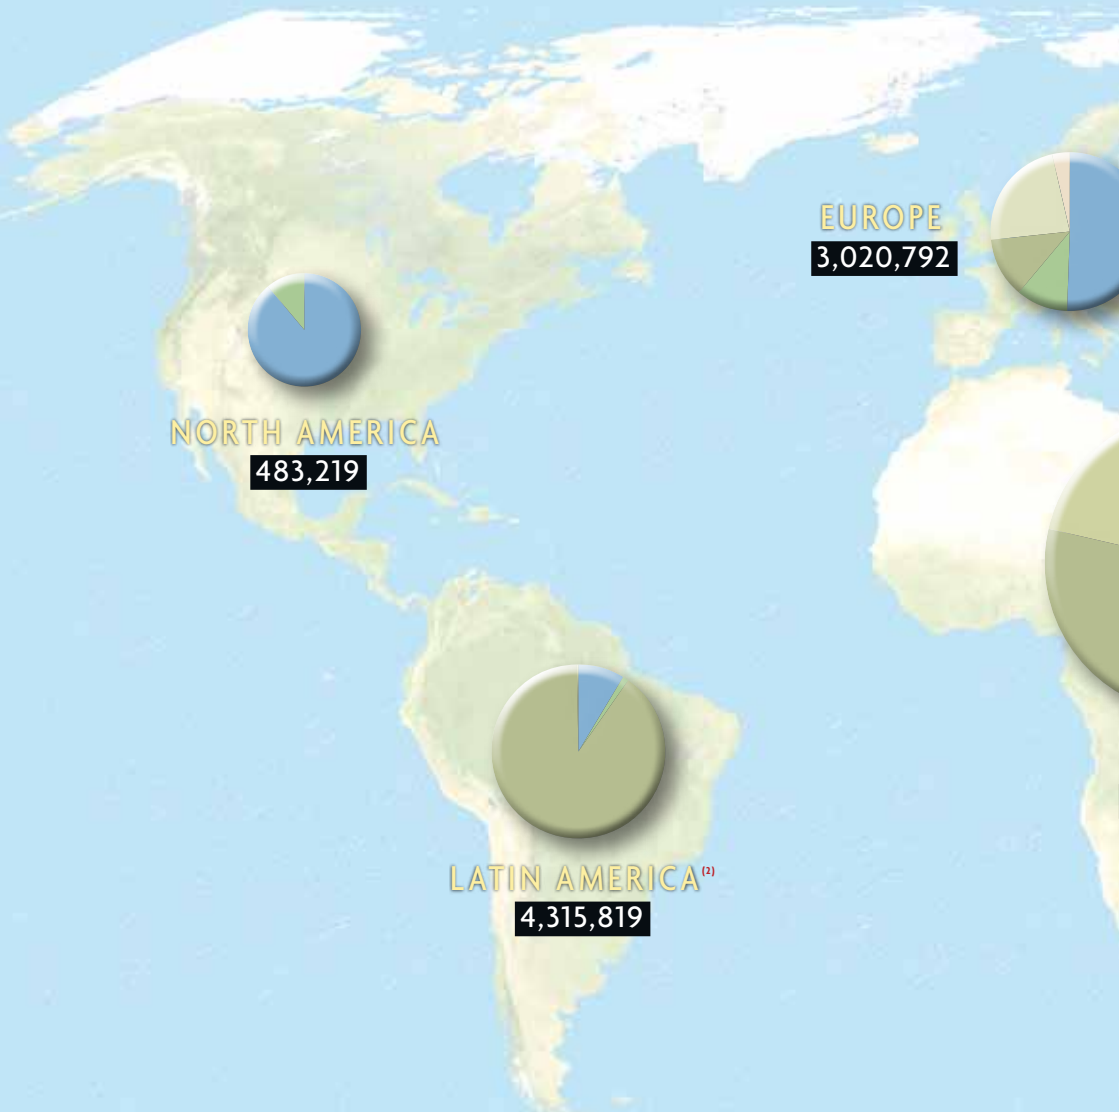 EUROPE
3,020,792
NORTH AMERICA
483,219
LATIN AMERICA(2)
4,315,819